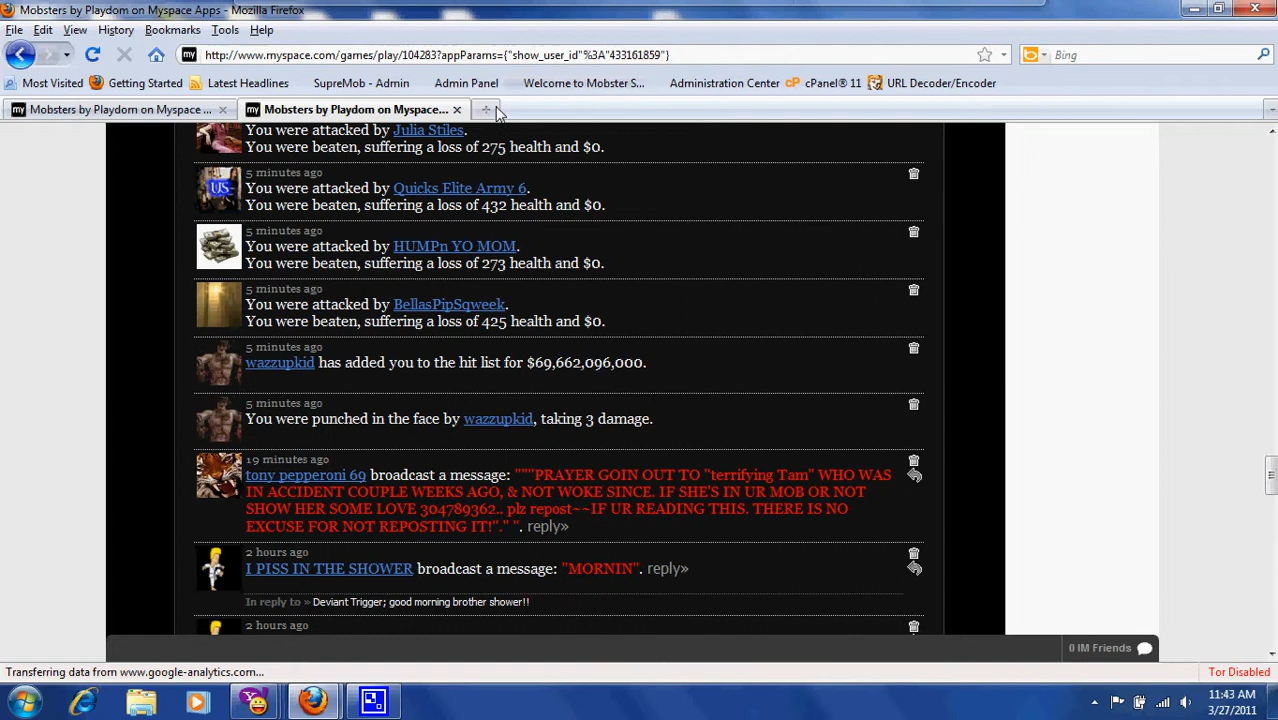 Mobsters by Playdom on Myspace Apps - Mozilla Firefox
File Edit View History Bookmarks Tools Help
my http://www.myspace.com/games/play/104283?appParams={"show_user_id"%3A"433161859"} Bing
Most Visited Getting Started Latest Headlines SupreMob - Admin Admin Panel Welcome to Mobster S... Administration Center cP cPanel® 11 URL Decoder/Encoder
my Mobsters by Playdom on Myspace ... my Mobsters by Playdom on Myspace...
You were attacked by Julia Stiles.
You were beaten, suffering a loss of 275 health and $0.
5 minutes ago
You were attacked by Quicks Elite Army 6.
US
You were beaten, suffering a loss of 432 health and $0.
5 minutes ago
You were attacked by HUMPn YO MOM.
You were beaten, suffering a loss of 273 health and $0.
5 minutes ago
You were attacked by BellasPipSqweek.
You were beaten, suffering a loss of 425 health and $0.
5 minutes ago
wazzupkid has added you to the hit list for $69,662,096,000.
5 minutes ago
You were punched in the face by wazzupkid, taking 3 damage.
19 minutes ago
tony pepperoni 69 broadcast a message: """PRAYER GOIN OUT TO "terrifying Tam" WHO WAS
IN ACCIDENT COUPLE WEEKS AGO, & NOT WOKE SINCE. IF SHE'S IN UR MOB OR NOT
SHOW HER SOME LOVE 304789362.. plz repost~~IF UR READING THIS. THERE IS NO
EXCUSE FOR NOT REPOSTING IT!"." ". reply»
2 hours ago
I PISS IN THE SHOWER broadcast a message: "MORNIN". reply»
In reply to » Deviant Trigger; good morning brother shower!!
2 hours ago
0 IM Friends
Transferring data from www.google-analytics.com... Tor Disabled
11:43 AM
3/27/2011